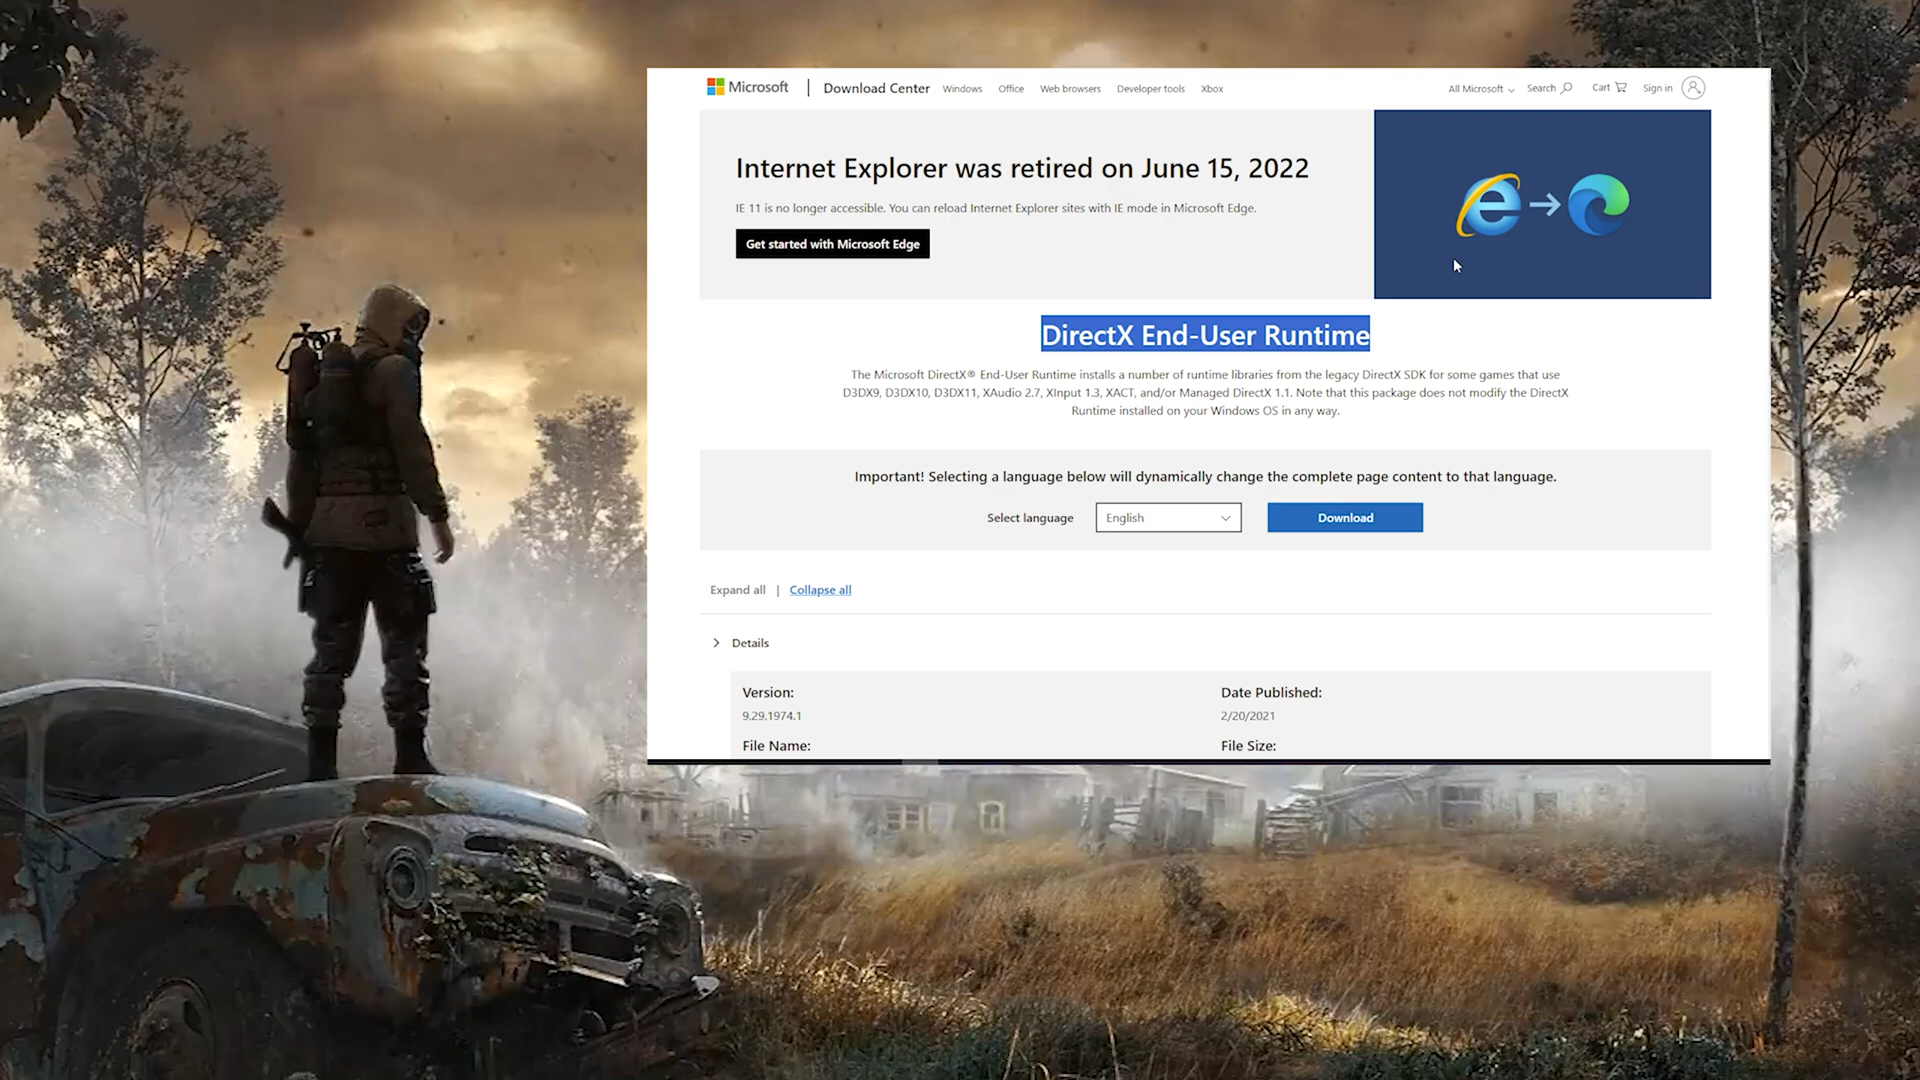 Microsoft | Download Center Windows Office Web browsers Developer tools Xbox All Microsoft Search Cart Sign in
Internet Explorer was retired on June 15, 2022
IE 11 is no longer accessible. You can reload Internet Explorer sites with IE mode in Microsoft Edge.
Get started with Microsoft Edge
DirectX End-User Runtime
The Microsoft DirectX® End-User Runtime installs a number of runtime libraries from the legacy DirectX SDK for some games that use
D3DX9, D3DX10, D3DX11, XAudio 2.7, XInput 1.3, XACT, and/or Managed DirectX 1.1. Note that this package does not modify the DirectX
Runtime installed on your Windows OS in any way.
Important! Selecting a language below will dynamically change the complete page content to that language.
Select language English Download
Expand all | Collapse all
Details
Version: Date Published:
9.29.1974.1 2/20/2021
File Name: File Size: